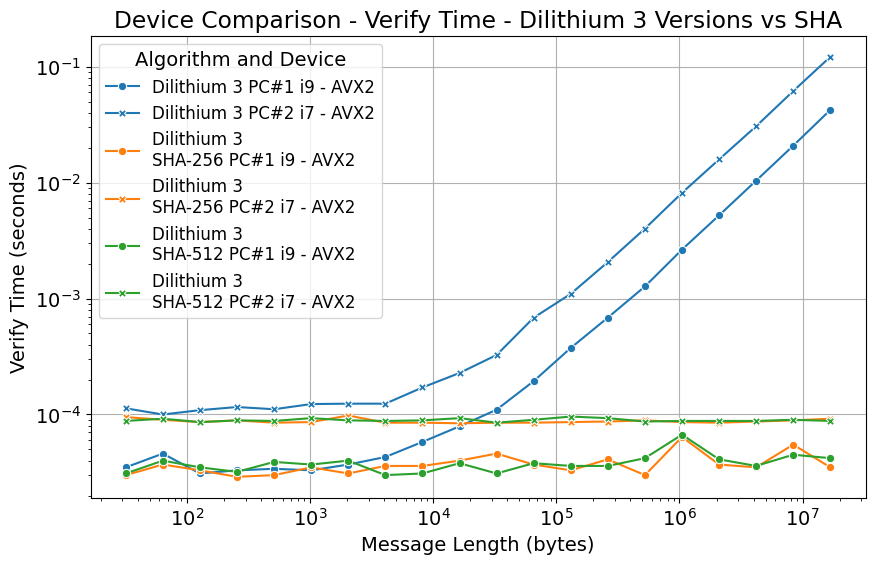 Device Comparison - Verify Time - Dilithium 3 Versions vs SHA
Algorithm and Device
Dilithium 3 PC#1 i9 - AVX2
Dilithium 3 PC#2 i7 - AVX2
Dilithium 3
SHA-256 PC#1 i9 - AVX2
Dilithium 3
SHA-256 PC#2 i7 - AVX2
Dilithium 3
SHA-512 PC#1 i9 - AVX2
Dilithium 3
SHA-512 PC#2 i7 - AVX2
Verify Time (seconds)
10⁻¹
10⁻²
10⁻³
10⁻⁴
10² 10³ 10⁴ 10⁵ 10⁶ 10⁷
Message Length (bytes)